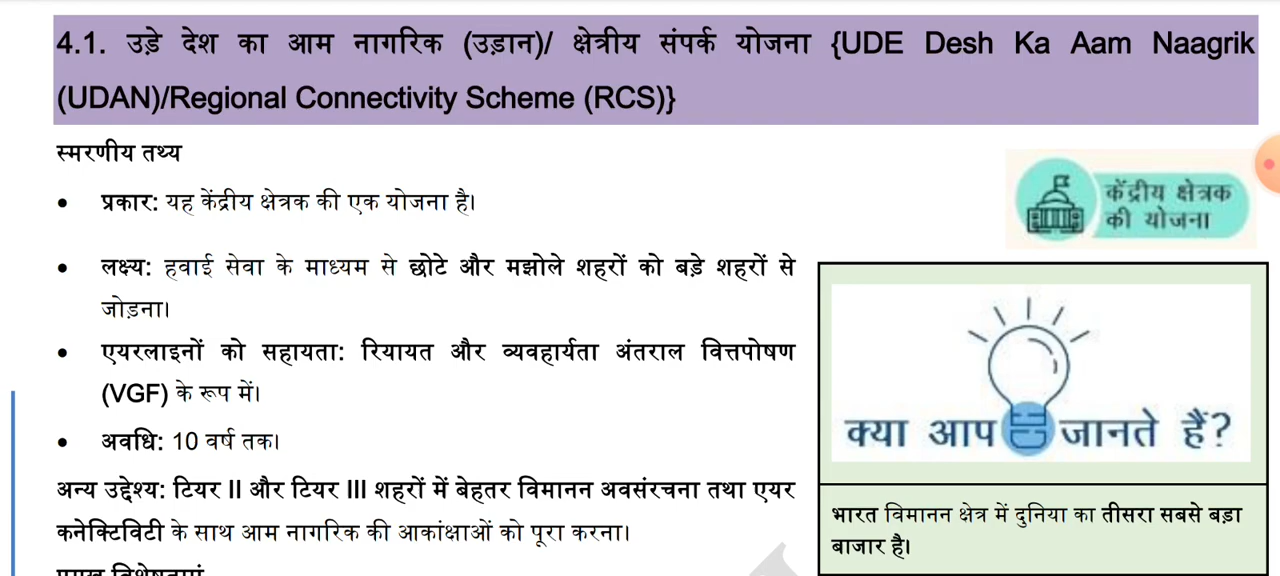 4.1. उड़े देश का आम नागरिक (उड़ान)/ क्षेत्रीय संपर्क योजना {UDE Desh Ka Aam Naagrik
(UDAN)/Regional Connectivity Scheme (RCS)}
स्मरणीय तथ्य
• प्रकार: यह केंद्रीय क्षेत्रक की एक योजना है।
केंद्रीय क्षेत्रक
की योजना
• लक्ष्य: हवाई सेवा के माध्यम से छोटे और मझोले शहरों को बड़े शहरों से
जोड़ना।
• एयरलाइनों को सहायता: रियायत और व्यवहार्यता अंतराल वित्तपोषण
(VGF) के रूप में।
• अवधि: 10 वर्ष तक।
अन्य उद्देश्य: टियर II और टियर III शहरों में बेहतर विमानन अवसंरचना तथा एयर
कनेक्टिविटी के साथ आम नागरिक की आकांक्षाओं को पूरा करना।
प्रमुख विशेषताएं
क्या आप जानते हैं?
भारत विमानन क्षेत्र में दुनिया का तीसरा सबसे बड़ा
बाजार है।